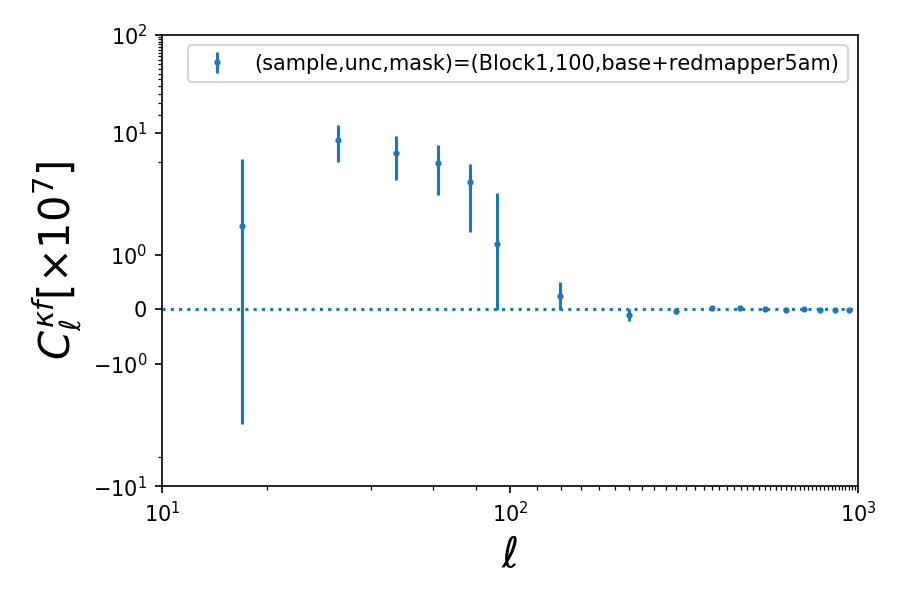 (sample,unc,mask)=(Block1,100,base+redmapper5am)
10²
10¹
10⁰
0
−10⁰
−10¹
C_ℓ^{κf}[×10⁷]
10¹ 10² 10³
ℓ